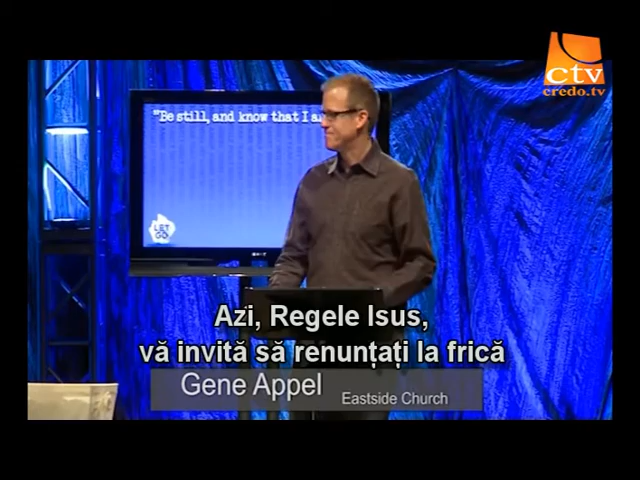 ctv
credo.tv
"Be still, and know that I a
LET
GO
SONY
Azi, Regele Isus,
vă invită să renunțați la frică
Gene Appel
Eastside Church